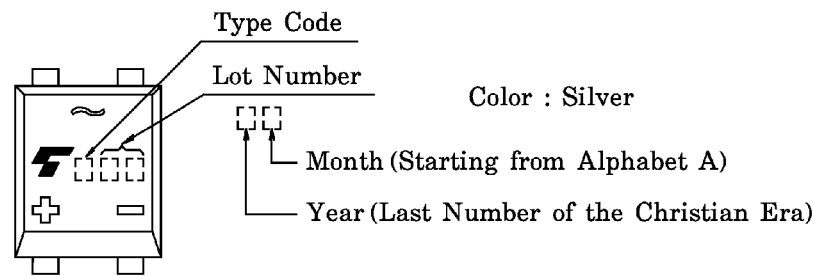 Type Code
Lot Number
Color : Silver
Month (Starting from Alphabet A)
Year (Last Number of the Christian Era)